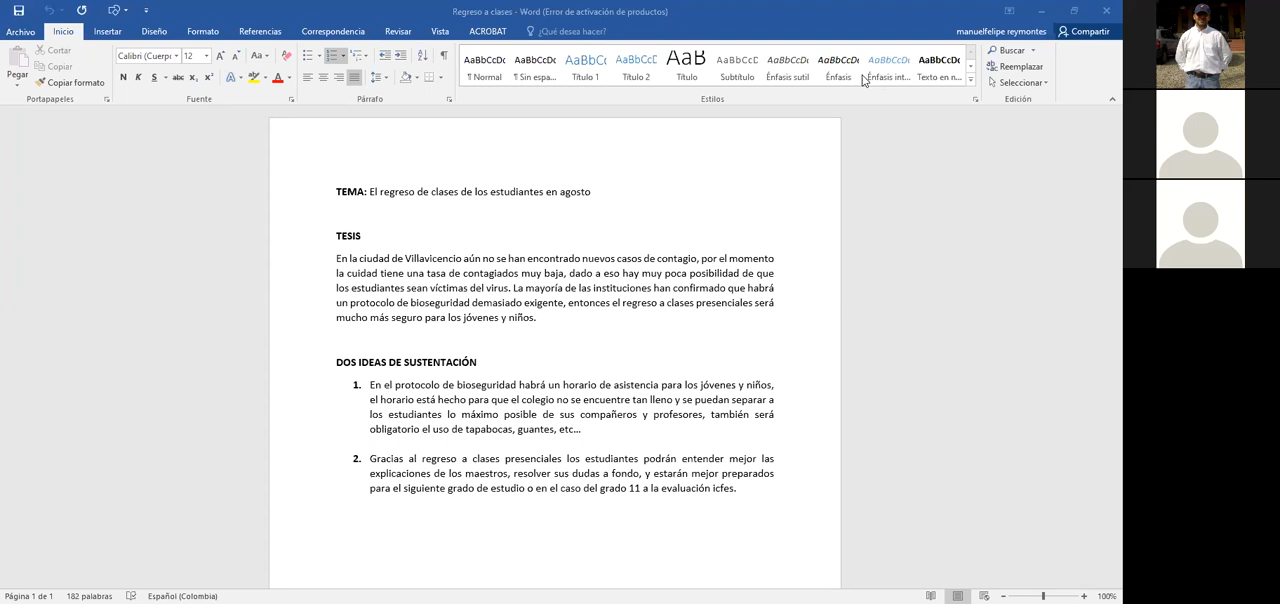 Regreso a clases - Word (Error de activación de productos)
Archivo Inicio Insertar Diseño Formato Referencias Correspondencia Revisar Vista ACROBAT ¿Qué desea hacer? manuelfelipe reymontes Compartir
Pegar
Cortar
Copiar
Copiar formato
Portapapeles
Calibri (Cuerp 12
N K S abc x₂ x²
Fuente
Párrafo
AaBbCcDc AaBbCcDc AaBbCc AaBbCcC AaB AaBbCcC AaBbCcDc AaBbCcDc AaBbCcDc AaBbCcDc
¶ Normal ¶ Sin espa... Título 1 Título 2 Título Subtítulo Énfasis sutil Énfasis Énfasis int... Texto en n...
Estilos
Buscar
Reemplazar
Seleccionar
Edición
TEMA: El regreso de clases de los estudiantes en agosto
TESIS
En la ciudad de Villavicencio aún no se han encontrado nuevos casos de contagio, por el momento
la cuidad tiene una tasa de contagiados muy baja, dado a eso hay muy poca posibilidad de que
los estudiantes sean víctimas del virus. La mayoría de las instituciones han confirmado que habrá
un protocolo de bioseguridad demasiado exigente, entonces el regreso a clases presenciales será
mucho más seguro para los jóvenes y niños.
DOS IDEAS DE SUSTENTACIÓN
1. En el protocolo de bioseguridad habrá un horario de asistencia para los jóvenes y niños,
el horario está hecho para que el colegio no se encuentre tan lleno y se puedan separar a
los estudiantes lo máximo posible de sus compañeros y profesores, también será
obligatorio el uso de tapabocas, guantes, etc...
2. Gracias al regreso a clases presenciales los estudiantes podrán entender mejor las
explicaciones de los maestros, resolver sus dudas a fondo, y estarán mejor preparados
para el siguiente grado de estudio o en el caso del grado 11 a la evaluación icfes.
Página 1 de 1 182 palabras Español (Colombia) 100%